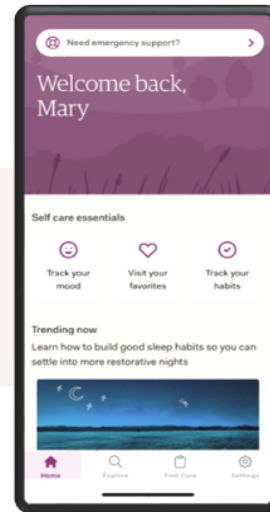 Need emergency support?
Welcome back,
Mary
Self care essentials
Track your
mood
Visit your
favorites
Track your
habits
Trending now
Learn how to build good sleep habits so you can
settle into more restorative nights
Home
Explore
Find Care
Settings